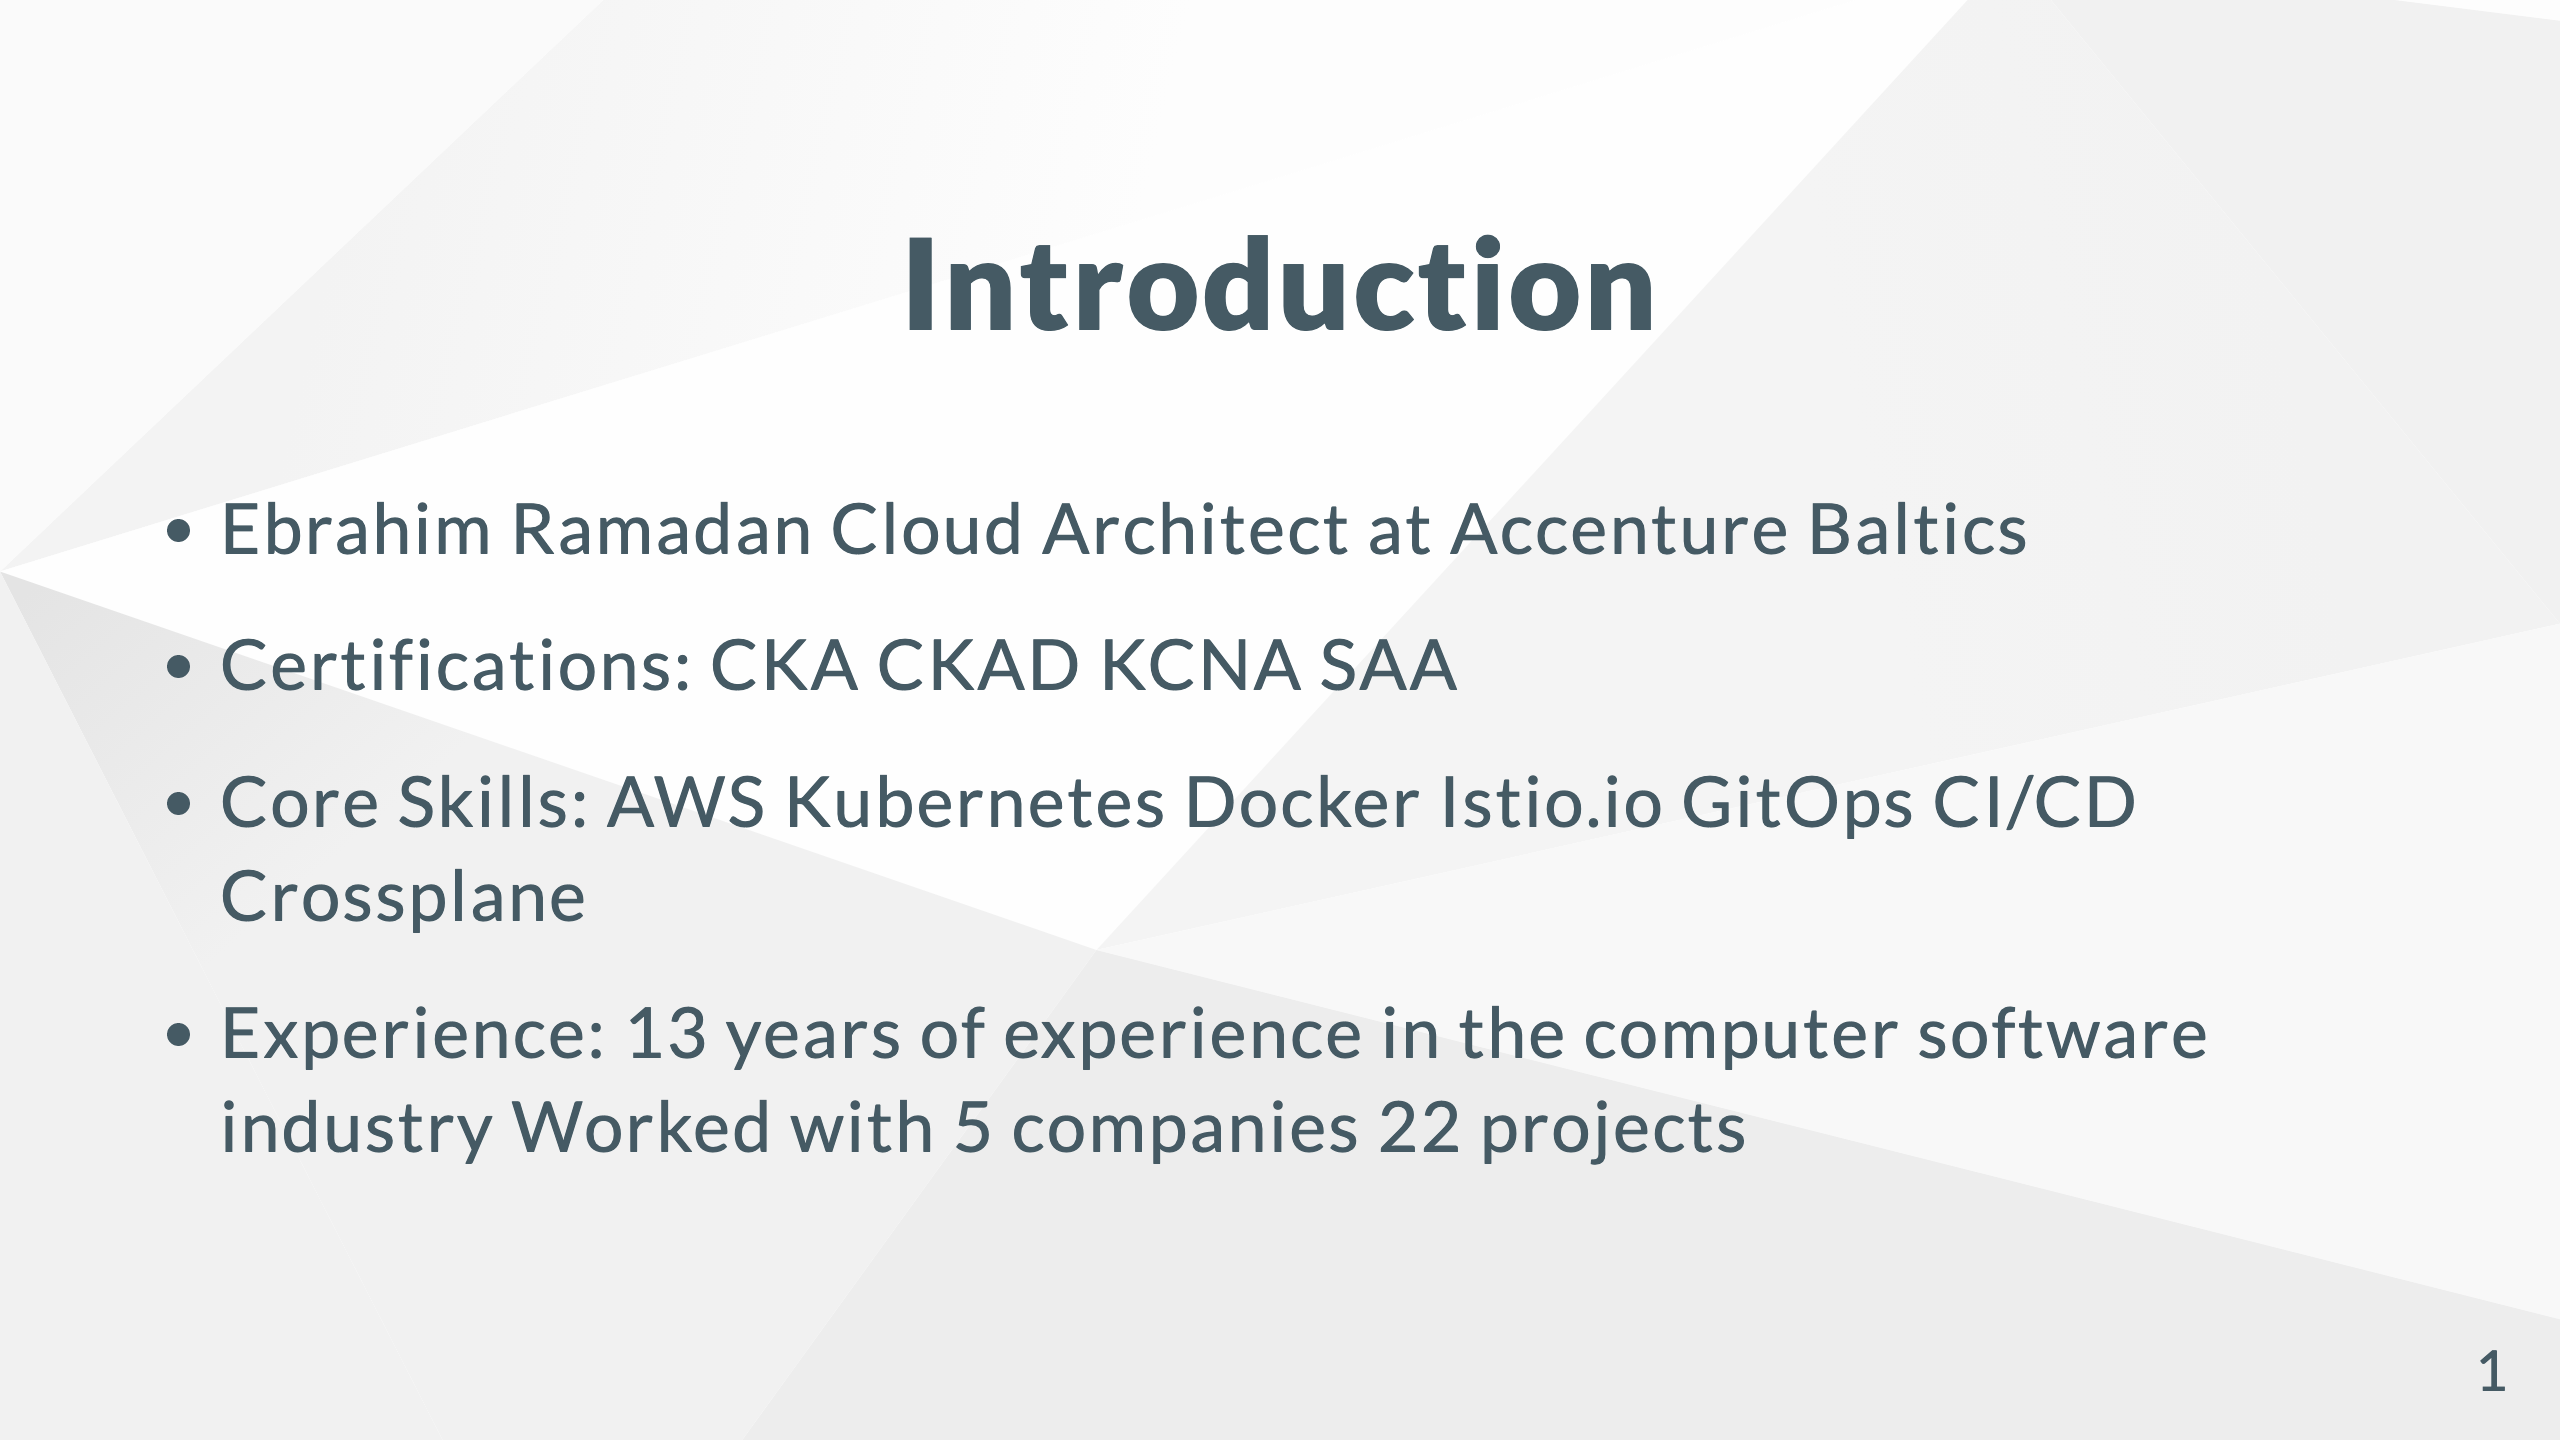 Introduction
• Ebrahim Ramadan Cloud Architect at Accenture Baltics
• Certifications: CKA CKAD KCNA SAA
• Core Skills: AWS Kubernetes Docker Istio.io GitOps CI/CD
Crossplane
• Experience: 13 years of experience in the computer software
industry Worked with 5 companies 22 projects
1